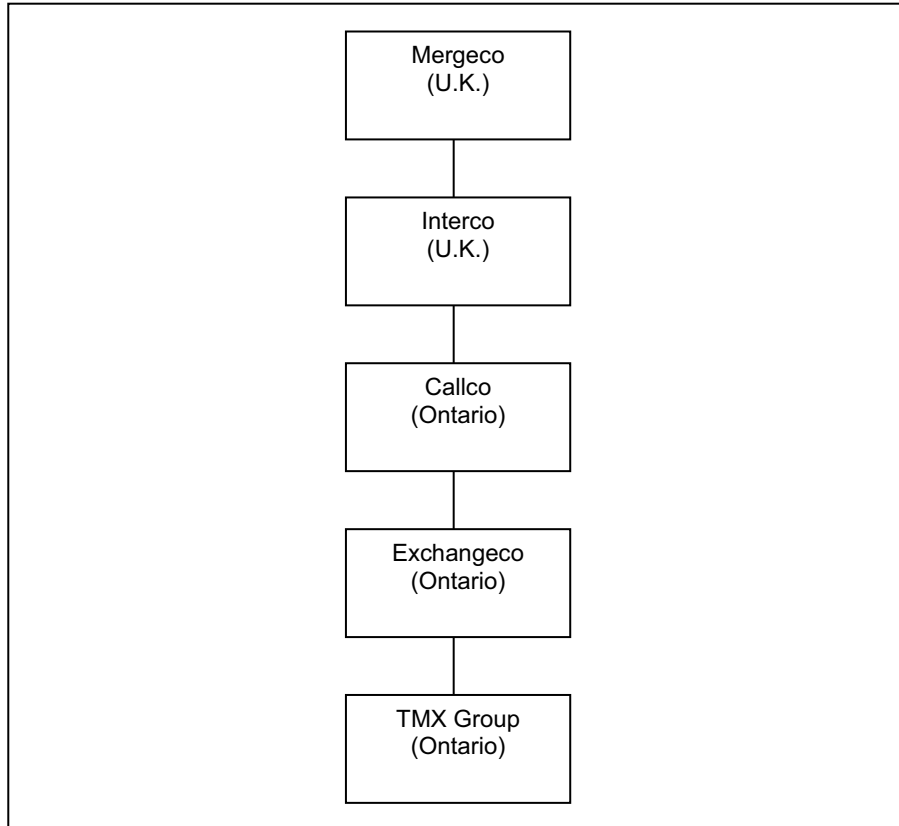 Mergeco
(U.K.)
Interco
(U.K.)
Callco
(Ontario)
Exchangeco
(Ontario)
TMX Group
(Ontario)